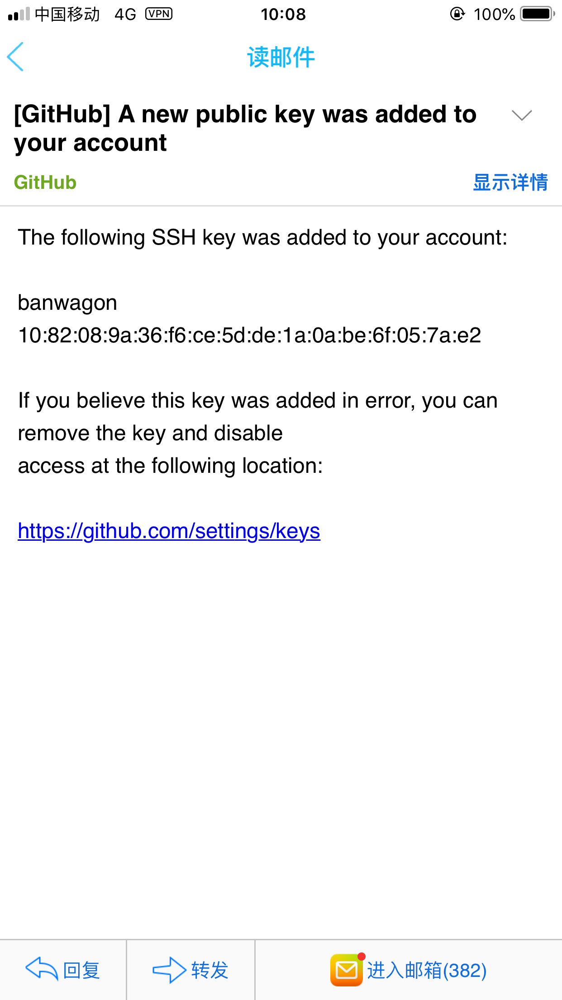 中国移动 4G VPN 10:08 100%
读邮件
[GitHub] A new public key was added to
your account
GitHub 显示详情
The following SSH key was added to your account:
banwagon
10:82:08:9a:36:f6:ce:5d:de:1a:0a:be:6f:05:7a:e2
If you believe this key was added in error, you can
remove the key and disable
access at the following location:
https://github.com/settings/keys
回复 转发 进入邮箱(382)